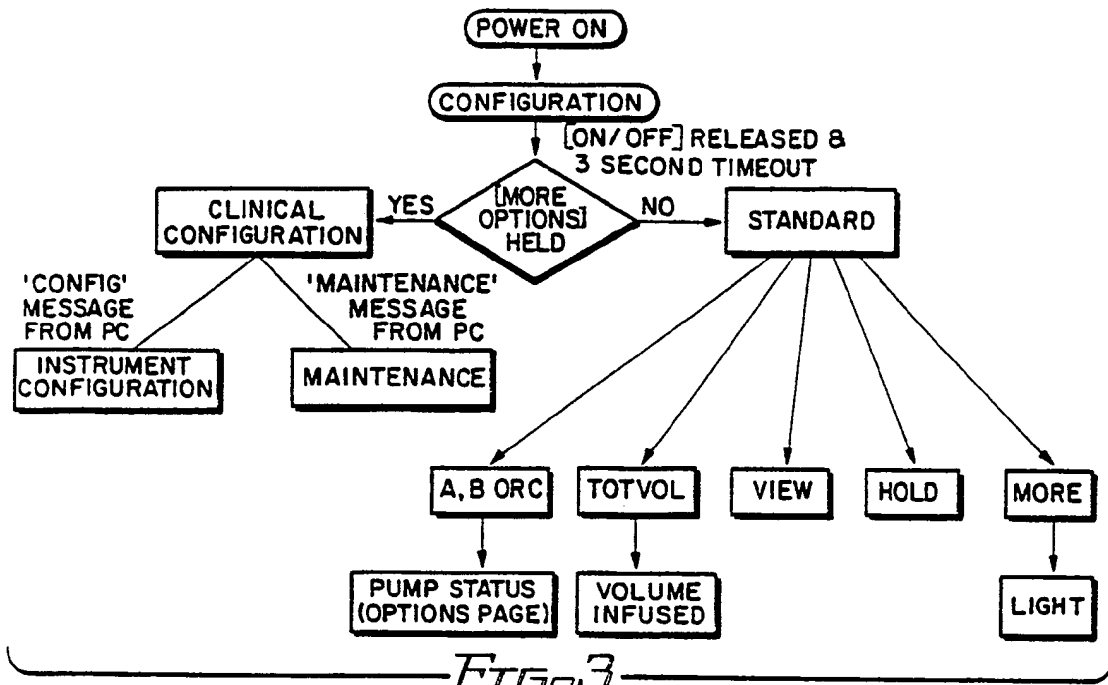 POWER ON
CONFIGURATION
[ON/OFF] RELEASED &
3 SECOND TIMEOUT
[MORE
OPTIONS]
HELD
YES
NO
CLINICAL
CONFIGURATION
STANDARD
'CONFIG'
MESSAGE
FROM PC
'MAINTENANCE'
MESSAGE
FROM PC
INSTRUMENT
CONFIGURATION
MAINTENANCE
A, B ORC
TOTVOL
VIEW
HOLD
MORE
PUMP STATUS
(OPTIONS PAGE)
VOLUME
INFUSED
LIGHT
FIG. 3